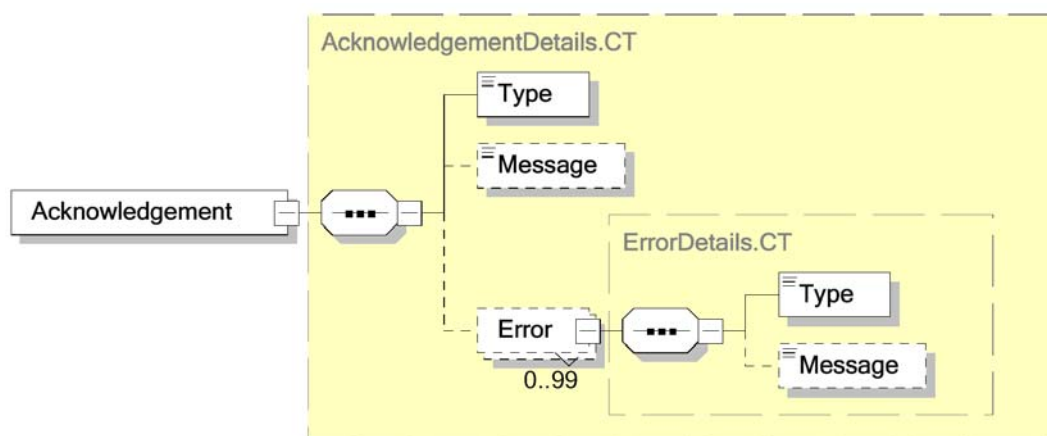 AcknowledgementDetails.CT
Type
Message
Acknowledgement
ErrorDetails.CT
Type
Error
Message
0..99